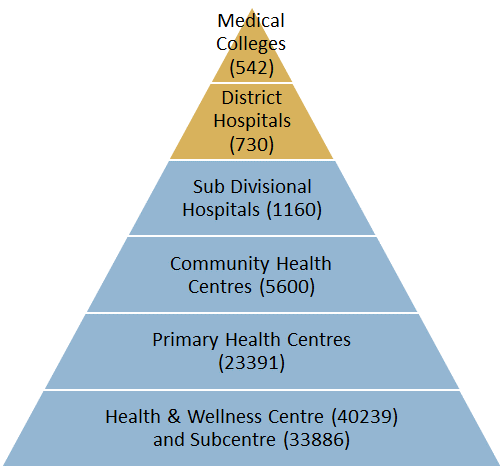 Medical
Colleges
(542)
District
Hospitals
(730)
Sub Divisional
Hospitals (1160)
Community Health
Centres (5600)
Primary Health Centres
(23391)
Health & Wellness Centre (40239)
and Subcentre (33886)